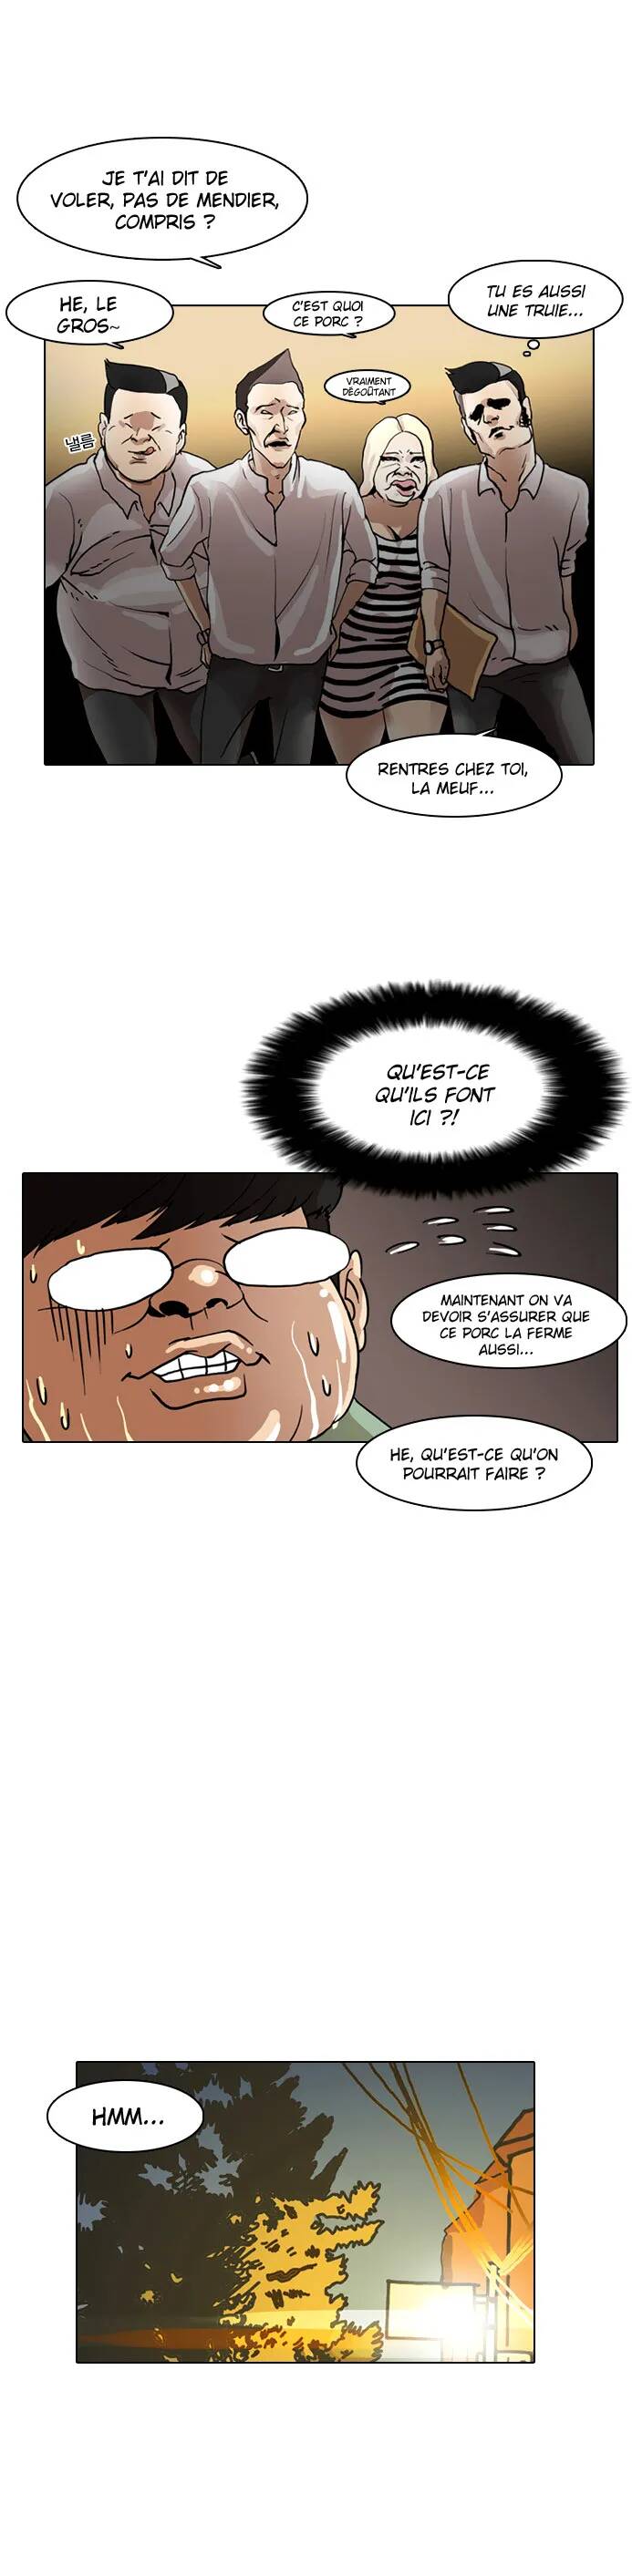 JE T'AI DIT DE
VOLER, PAS DE MENDIER,
COMPRIS ?
HE, LE
GROS~
C'EST QUOI
CE PORC ?
TU ES AUSSI
UNE TRUIE...
VRAIMENT
DÉGOÛTANT
낼름
RENTRES CHEZ TOI,
LA MEUF...
QU'EST-CE
QU'ILS FONT
ICI ?!
MAINTENANT ON VA
DEVOIR S'ASSURER QUE
CE PORC LA FERME
AUSSI...
HE, QU'EST-CE QU'ON
POURRAIT FAIRE ?
HMM...